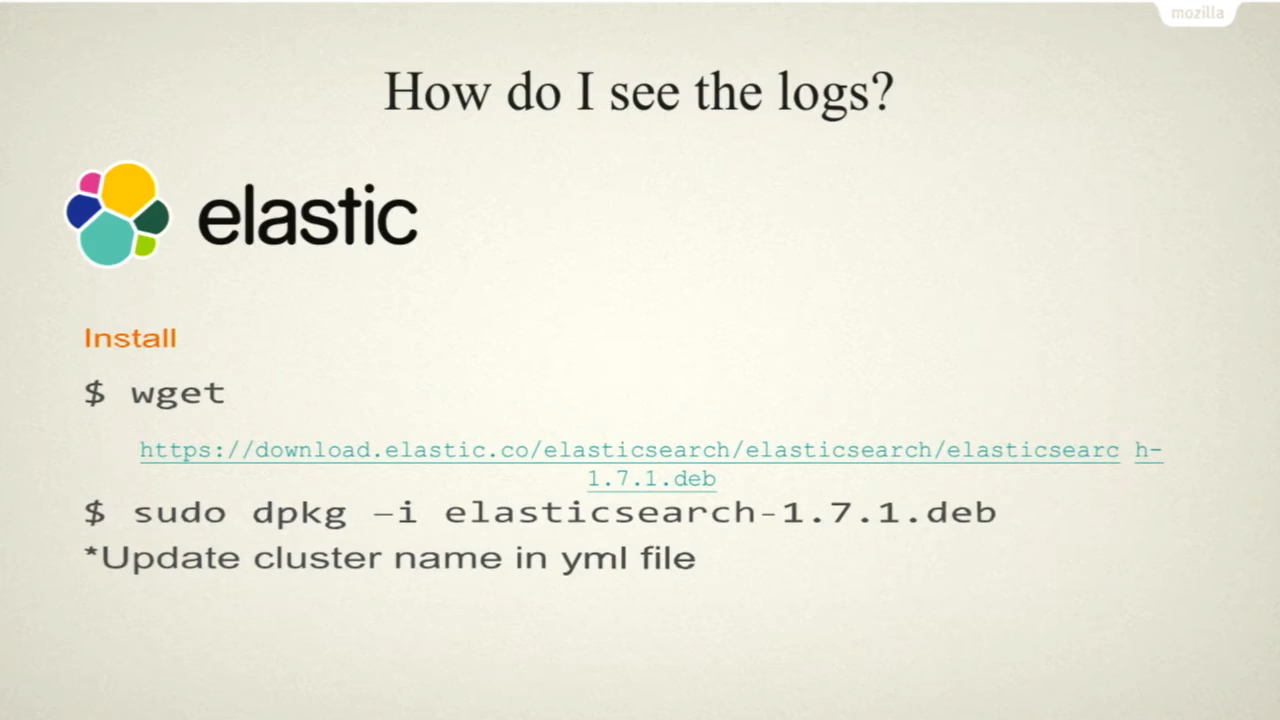 mozilla
How do I see the logs?
elastic
Install
$ wget
https://download.elastic.co/elasticsearch/elasticsearch/elasticsearc h-
1.7.1.deb
$ sudo dpkg –i elasticsearch-1.7.1.deb
*Update cluster name in yml file